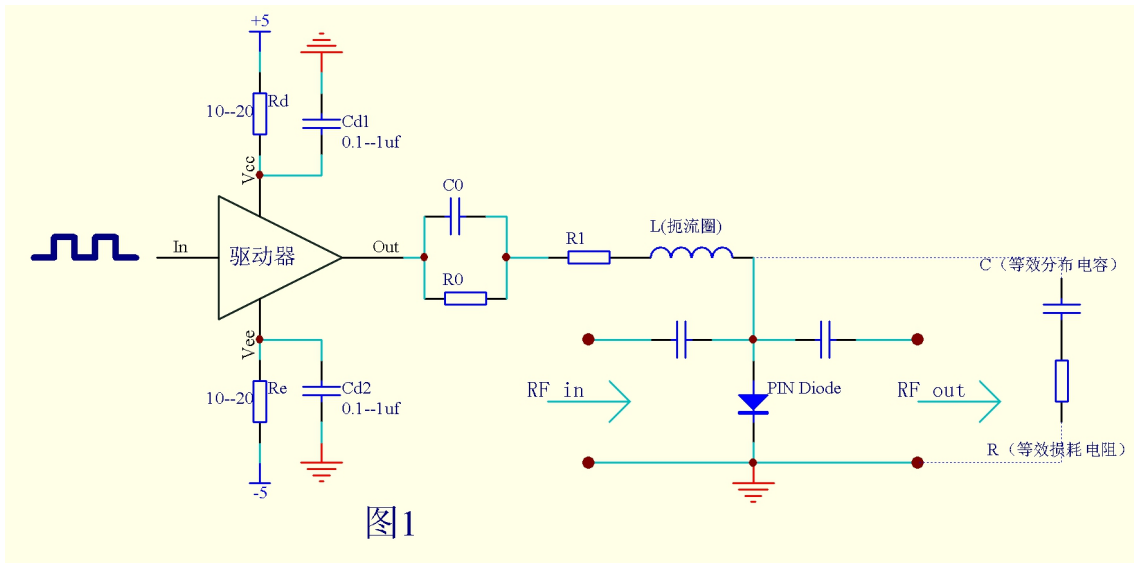 +5
10--20
Rd
Cd1
0.1--1uf
Vcc
In
驱动器
Out
C0
R0
R1
L(扼流圈)
C（等效分布电容）
Vee
10--20
Re
Cd2
0.1--1uf
-5
RF in
PIN Diode
RF out
R（等效损耗电阻）
图1